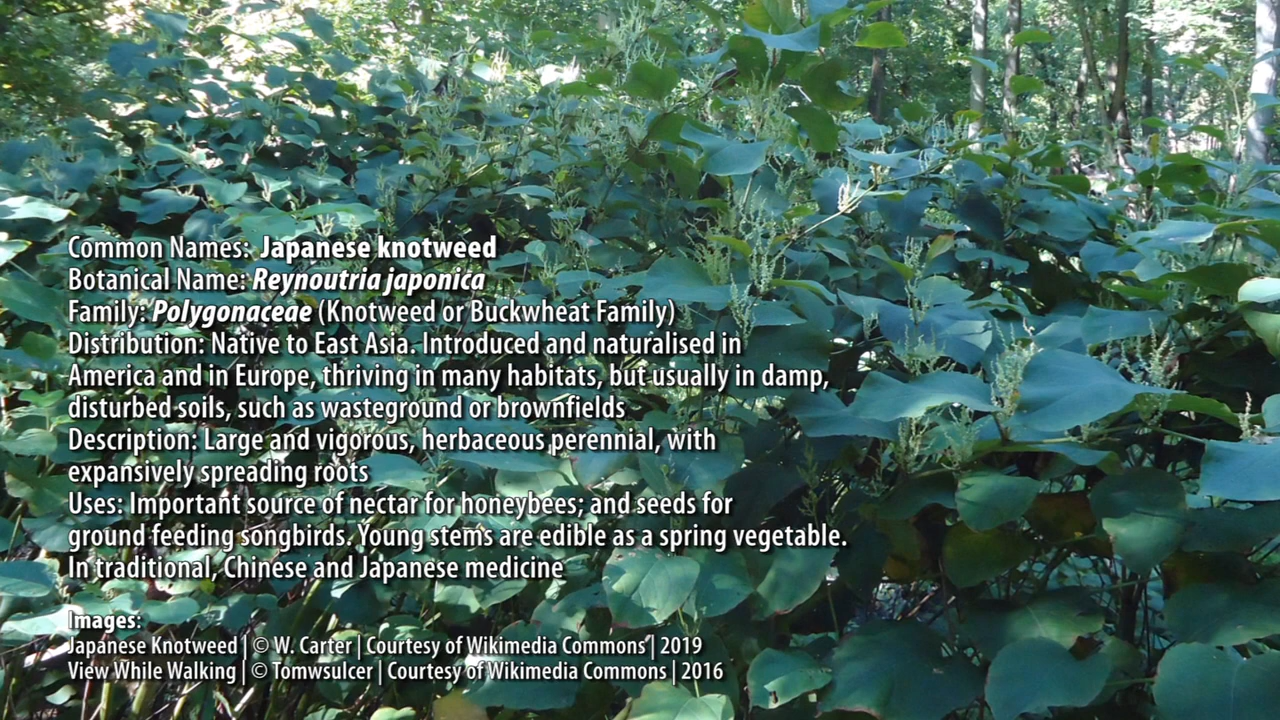 Common Names: Japanese knotweed
Botanical Name: Reynoutria japonica
Family: Polygonaceae (Knotweed or Buckwheat Family)
Distribution: Native to East Asia. Introduced and naturalised in
America and in Europe, thriving in many habitats, but usually in damp,
disturbed soils, such as wasteground or brownfields
Description: Large and vigorous, herbaceous perennial, with
expansively spreading roots
Uses: Important source of nectar for honeybees; and seeds for
ground feeding songbirds. Young stems are edible as a spring vegetable.
In traditional, Chinese and Japanese medicine
Images:
Japanese Knotweed | © W. Carter | Courtesy of Wikimedia Commons | 2019
View While Walking | © Tomwsulcer | Courtesy of Wikimedia Commons | 2016